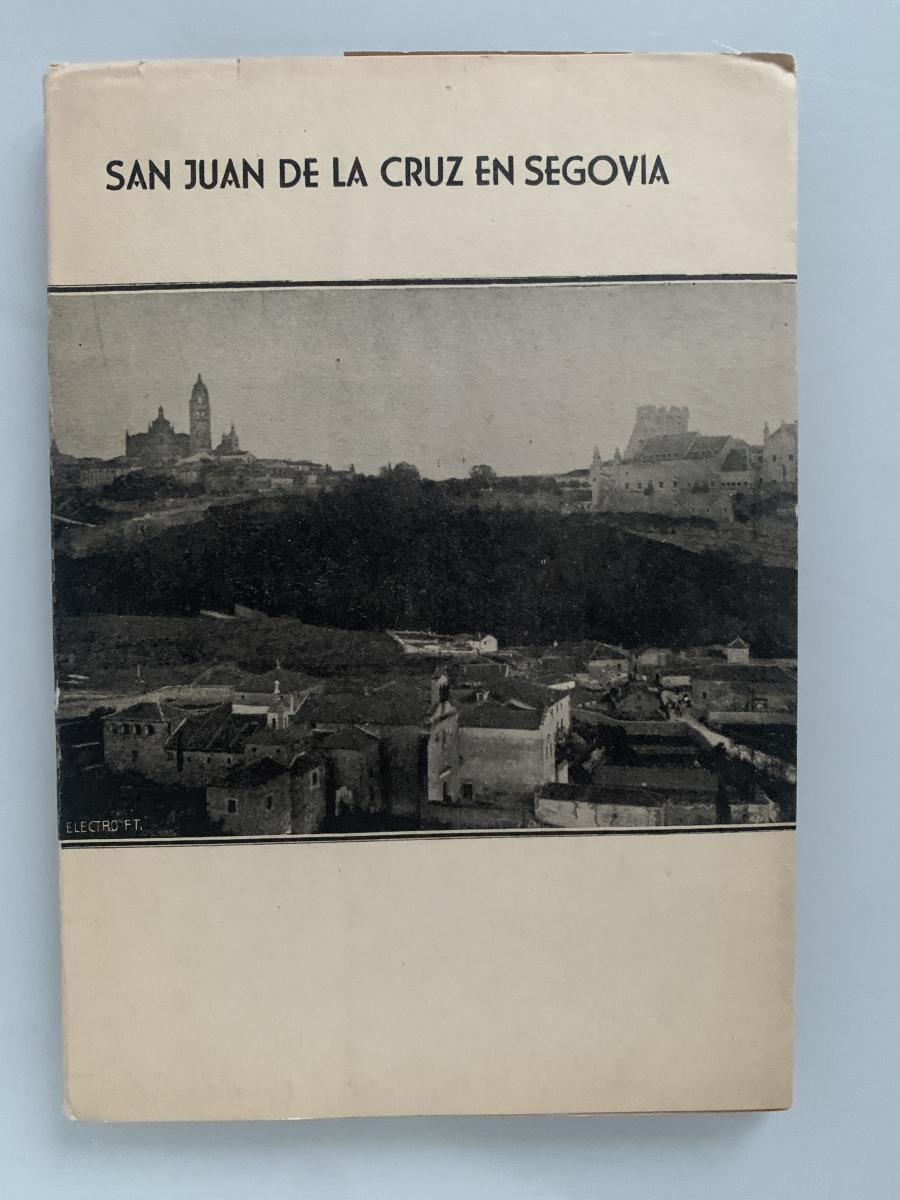 SAN JUAN DE LA CRUZ EN SEGOVIA
ELECTRO FT.